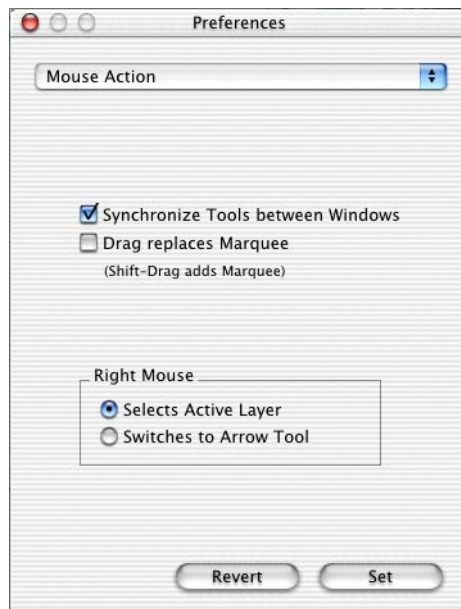 Preferences
Mouse Action
Synchronize Tools between Windows
Drag replaces Marquee
(Shift-Drag adds Marquee)
Right Mouse
Selects Active Layer
Switches to Arrow Tool
Revert
Set